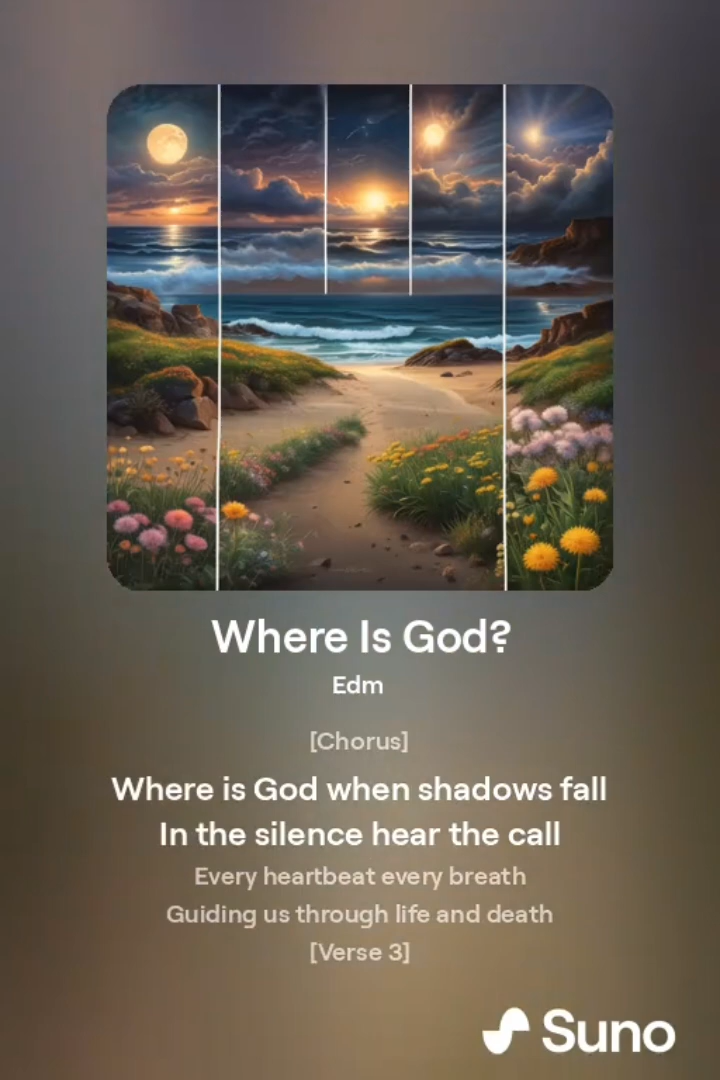 Where Is God?
Edm
[Chorus]
Where is God when shadows fall
In the silence hear the call
Every heartbeat every breath
Guiding us through life and death
[Verse 3]
Suno